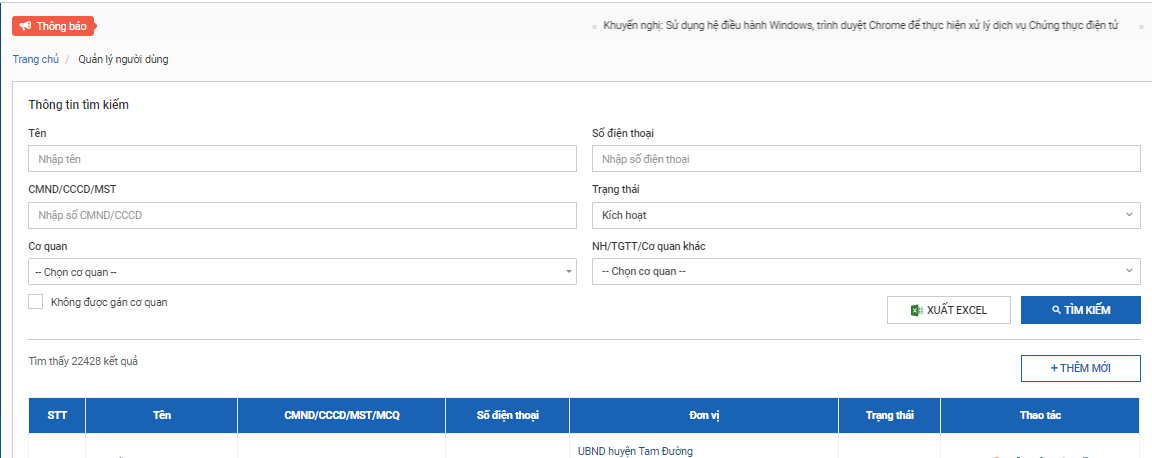 Thông báo
Khuyến nghị: Sử dụng hệ điều hành Windows, trình duyệt Chrome để thực hiện xử lý dịch vụ Chứng thực điện tử
Trang chủ / Quản lý người dùng
Thông tin tìm kiếm
Tên Số điện thoại
Nhập tên Nhập số điện thoại
CMND/CCCD/MST Trạng thái
Nhập số CMND/CCCD Kích hoạt
Cơ quan NH/TGTT/Cơ quan khác
-- Chọn cơ quan -- -- Chọn cơ quan --
Không được gán cơ quan XUẤT EXCEL TÌM KIẾM
Tìm thấy 22428 kết quả + THÊM MỚI
STT Tên CMND/CCCD/MST/MCQ Số điện thoại Đơn vị Trạng thái Thao tác
UBND huyện Tam Đường